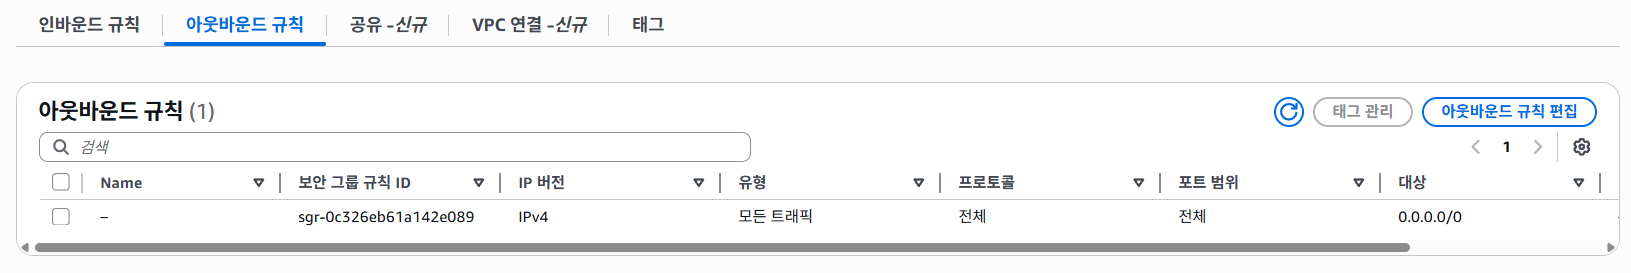 인바운드 규칙 아웃바운드 규칙 공유 -신규 VPC 연결 -신규 태그
아웃바운드 규칙 (1) 태그 관리 아웃바운드 규칙 편집
검색 1
Name 보안 그룹 규칙 ID IP 버전 유형 프로토콜 포트 범위 대상
– sgr-0c326eb61a142e089 IPv4 모든 트래픽 전체 전체 0.0.0.0/0